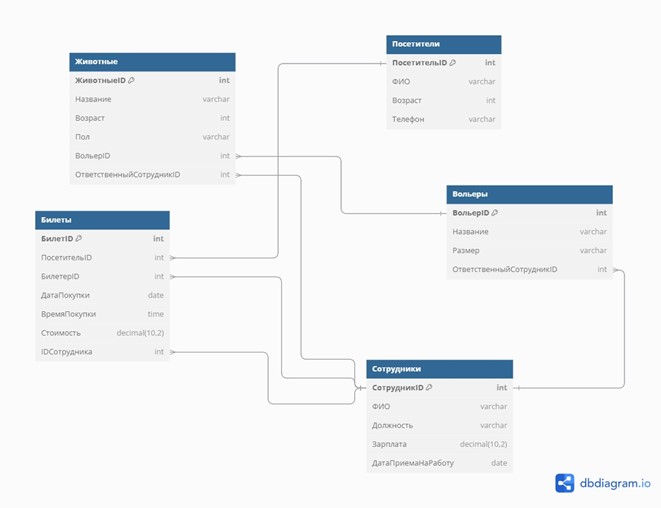 Животные
ЖивотныеID int
Название varchar
Возраст int
Пол varchar
ВольерID int
ОтветственныйСотрудникID int
Посетители
ПосетительID int
ФИО varchar
Возраст int
Телефон varchar
Билеты
БилетID int
ПосетительID int
БилетерID int
ДатаПокупки date
ВремяПокупки time
Стоимость decimal(10,2)
IDСотрудника int
Вольеры
ВольерID int
Название varchar
Размер varchar
ОтветственныйСотрудникID int
Сотрудники
СотрудникID int
ФИО varchar
Должность varchar
Зарплата decimal(10,2)
ДатаПриемаНаРаботу date
dbdiagram.io